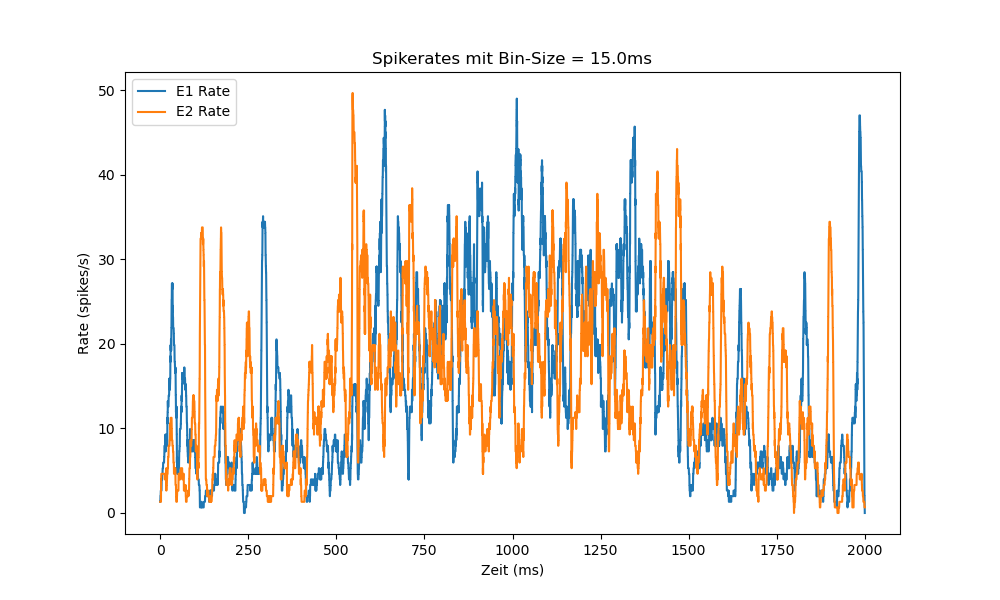 Spikerates mit Bin-Size = 15.0ms
E1 Rate
E2 Rate
Rate (spikes/s)
50
40
30
20
10
0
0 250 500 750 1000 1250 1500 1750 2000
Zeit (ms)